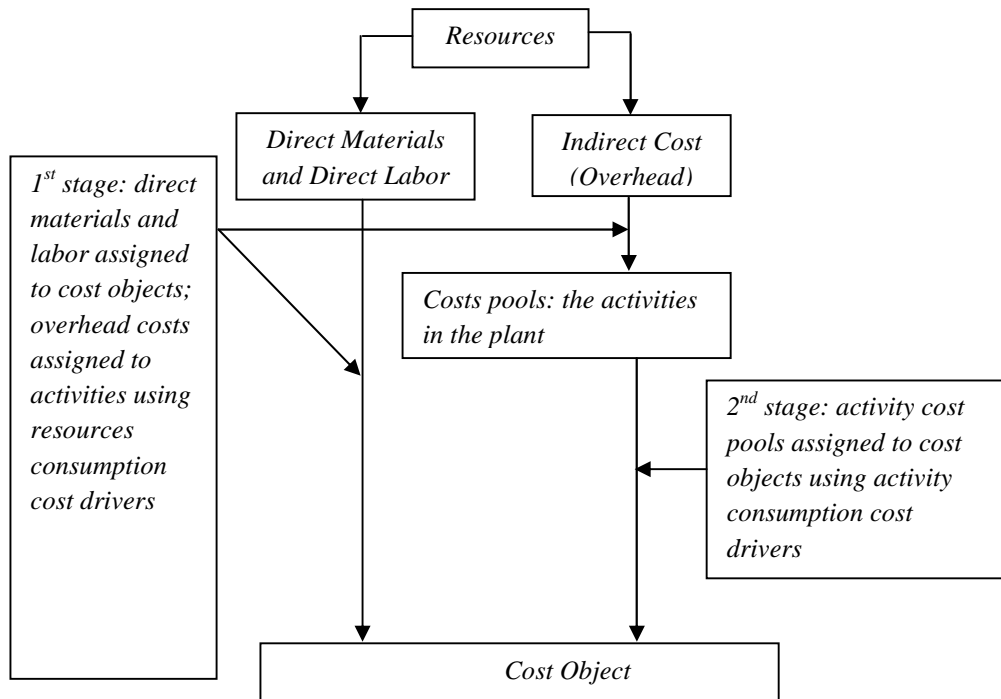 Resources
Direct Materials
and Direct Labor
Indirect Cost
(Overhead)
1st stage: direct
materials and
labor assigned
to cost objects;
overhead costs
assigned to
activities using
resources
consumption
cost drivers
Costs pools: the activities
in the plant
2nd stage: activity cost
pools assigned to cost
objects using activity
consumption cost
drivers
Cost Object